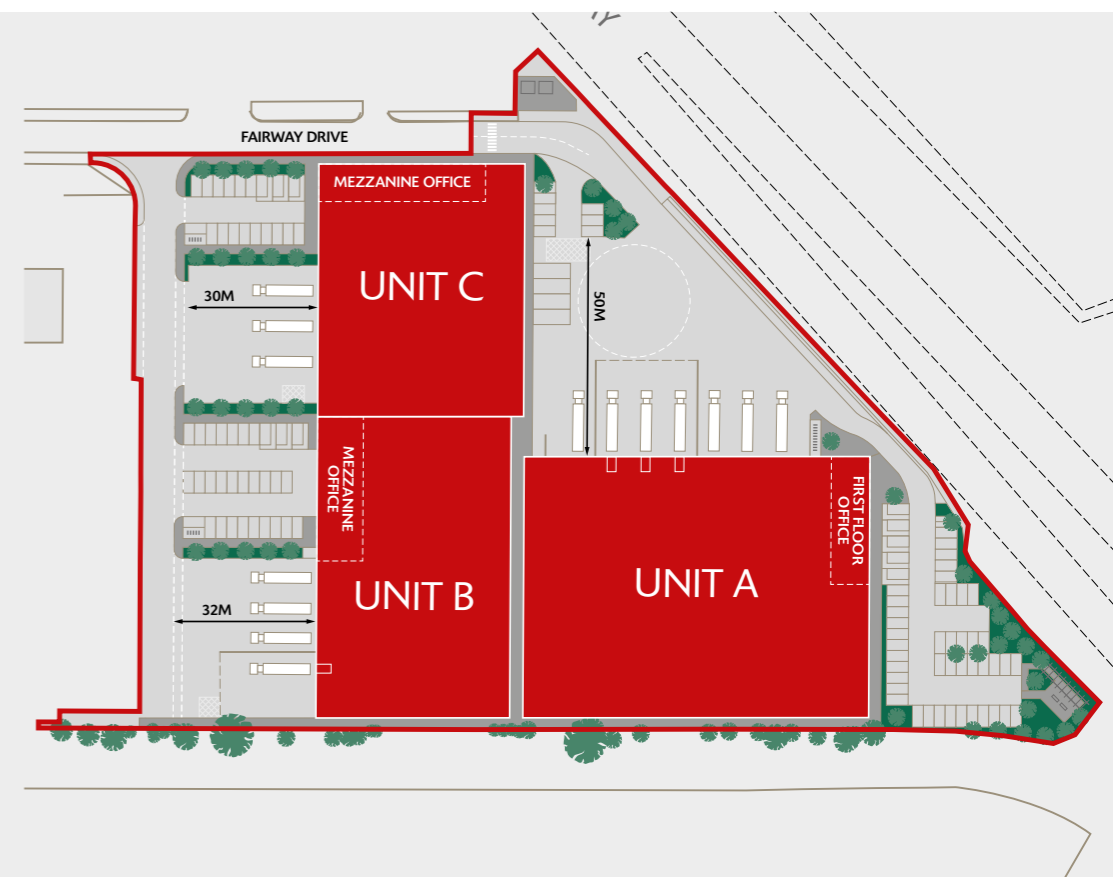 FAIRWAY DRIVE
MEZZANINE OFFICE
UNIT C
30M
50M
MEZZANINE
OFFICE
FIRST FLOOR
OFFICE
UNIT A
UNIT B
32M